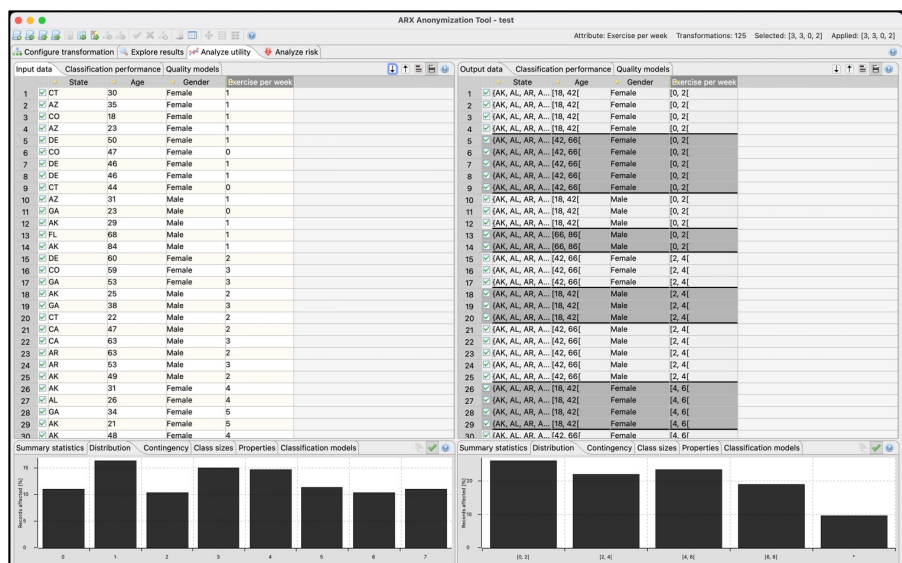 ARX Anonymization Tool - test
Attribute: Exercise per week Transformations: 125 Selected: [3, 3, 0, 2] Applied: [3, 3, 0, 2]
Configure transformation Explore results Analyze utility Analyze risk
Input data Classification performance Quality models Output data Classification performance Quality models
State Age Gender Exercise per week State Age Gender Exercise per week
1 CT 30 Female 1 1 {AK, AL, AR, A... [18, 42[ Female [0, 2[
2 AZ 35 Female 1 2 {AK, AL, AR, A... [18, 42[ Female [0, 2[
3 CO 18 Female 1 3 {AK, AL, AR, A... [18, 42[ Female [0, 2[
4 AZ 23 Female 1 4 {AK, AL, AR, A... [18, 42[ Female [0, 2[
5 DE 50 Female 1 5 {AK, AL, AR, A... [42, 66[ Female [0, 2[
6 CO 47 Female 0 6 {AK, AL, AR, A... [42, 66[ Female [0, 2[
7 DE 46 Female 1 7 {AK, AL, AR, A... [42, 66[ Female [0, 2[
8 DE 46 Female 1 8 {AK, AL, AR, A... [42, 66[ Female [0, 2[
9 CT 44 Female 0 9 {AK, AL, AR, A... [42, 66[ Female [0, 2[
10 AZ 31 Male 1 10 {AK, AL, AR, A... [18, 42[ Male [0, 2[
11 GA 23 Male 0 11 {AK, AL, AR, A... [18, 42[ Male [0, 2[
12 AK 29 Male 1 12 {AK, AL, AR, A... [18, 42[ Male [0, 2[
13 FL 68 Male 1 13 {AK, AL, AR, A... [66, 86[ Male [0, 2[
14 AK 84 Male 1 14 {AK, AL, AR, A... [66, 86[ Male [0, 2[
15 DE 60 Female 2 15 {AK, AL, AR, A... [42, 66[ Female [2, 4[
16 CO 59 Female 3 16 {AK, AL, AR, A... [42, 66[ Female [2, 4[
17 GA 53 Female 3 17 {AK, AL, AR, A... [42, 66[ Female [2, 4[
18 AK 25 Male 2 18 {AK, AL, AR, A... [18, 42[ Male [2, 4[
19 GA 38 Male 3 19 {AK, AL, AR, A... [18, 42[ Male [2, 4[
20 CT 22 Male 2 20 {AK, AL, AR, A... [18, 42[ Male [2, 4[
21 CA 47 Male 2 21 {AK, AL, AR, A... [42, 66[ Male [2, 4[
22 CA 63 Male 3 22 {AK, AL, AR, A... [42, 66[ Male [2, 4[
23 AR 63 Male 2 23 {AK, AL, AR, A... [42, 66[ Male [2, 4[
24 AR 53 Male 3 24 {AK, AL, AR, A... [42, 66[ Male [2, 4[
25 AK 49 Male 2 25 {AK, AL, AR, A... [42, 66[ Male [2, 4[
26 AK 31 Female 4 26 {AK, AL, AR, A... [18, 42[ Female [4, 6[
27 AL 26 Female 4 27 {AK, AL, AR, A... [18, 42[ Female [4, 6[
28 GA 34 Female 5 28 {AK, AL, AR, A... [18, 42[ Female [4, 6[
29 AK 21 Female 5 29 {AK, AL, AR, A... [18, 42[ Female [4, 6[
30 AK 48 Female 4 30 {AK, AL, AR, A... [42, 66[ Female [4, 6[
Summary statistics Distribution Contingency Class sizes Properties Classification models Summary statistics Distribution Contingency Class sizes Properties Classification models
Records affected [%] Records affected [%]
15
10
5
0
20
10
0
0 1 2 3 4 5 6 7 [0, 2[ [2, 4[ [4, 6[ [6, 8[ *